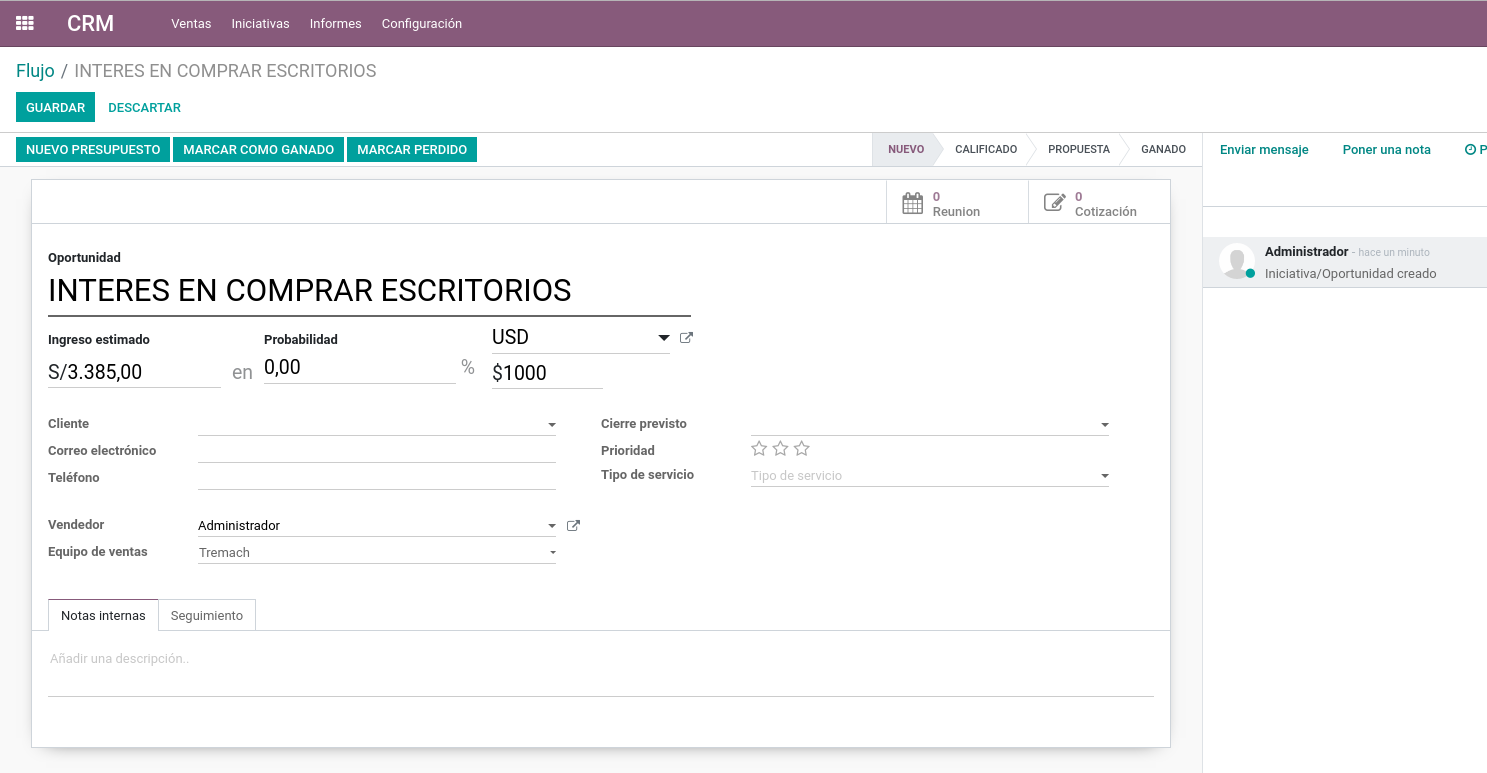 CRM Ventas Iniciativas Informes Configuración
Flujo / INTERES EN COMPRAR ESCRITORIOS
GUARDAR DESCARTAR
NUEVO PRESUPUESTO MARCAR COMO GANADO MARCAR PERDIDO NUEVO CALIFICADO PROPUESTA GANADO Enviar mensaje Poner una nota P
0 Reunion
0 Cotización
Administrador - hace un minuto
Iniciativa/Oportunidad creado
Oportunidad
INTERES EN COMPRAR ESCRITORIOS
Ingreso estimado Probabilidad USD
S/3.385,00 en 0,00 % $1000
Cliente
Correo electrónico
Teléfono
Cierre previsto
Prioridad
Tipo de servicio Tipo de servicio
Vendedor Administrador
Equipo de ventas Tremach
Notas internas Seguimiento
Añadir una descripción..